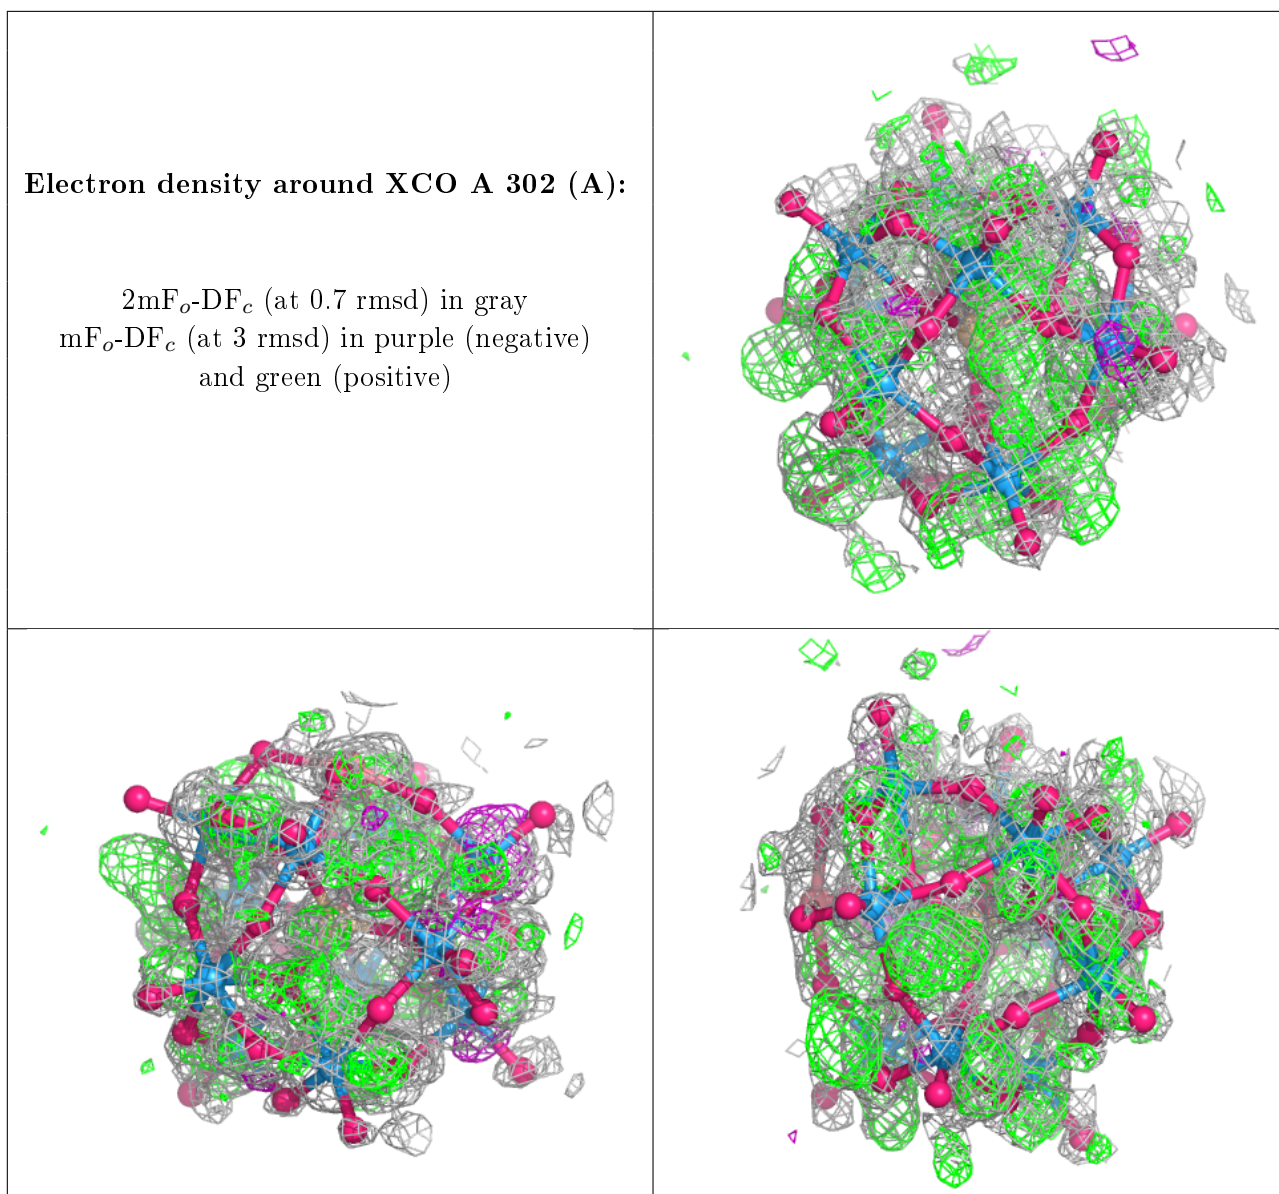 Electron density around XCO A 302 (A):
2mFo-DFc (at 0.7 rmsd) in gray
mFo-DFc (at 3 rmsd) in purple (negative)
and green (positive)